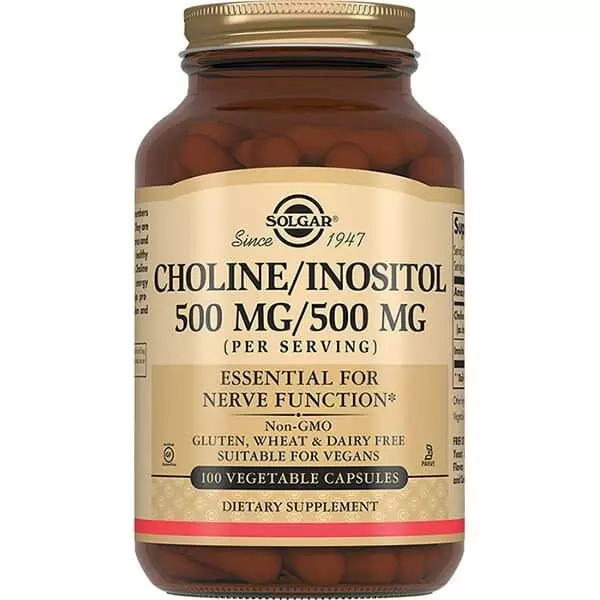 SOLGAR®
Since 1947
CHOLINE/INOSITOL
500 MG/500 MG
(PER SERVING)
ESSENTIAL FOR
NERVE FUNCTION*
Non-GMO
GLUTEN, WHEAT & DAIRY FREE
SUITABLE FOR VEGANS
PARVE
100 VEGETABLE CAPSULES
DIETARY SUPPLEMENT